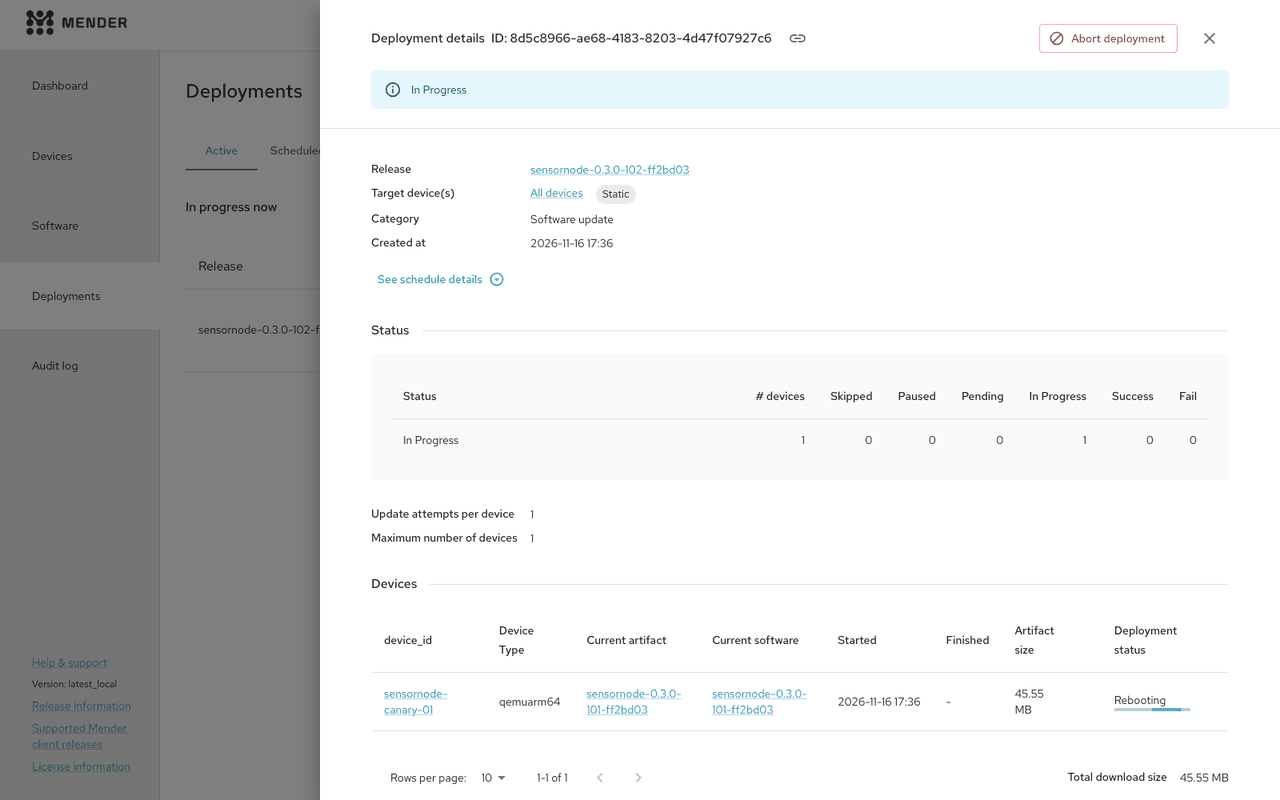 MENDER
Deployment details ID: 8d5c8966-ae68-4183-8203-4d47f07927c6
Abort deployment
In Progress
Dashboard
Devices
Software
Deployments
Audit log
Help & support
Version: latest_local
Release information
Supported Mender
client releases
License information
Deployments
Active
Schedule
In progress now
Release
sensornode-0.3.0-102-f
Release sensornode-0.3.0-102-ff2bd03
Target device(s) All devices Static
Category Software update
Created at 2026-11-16 17:36
See schedule details
Status
Status # devices Skipped Paused Pending In Progress Success Fail
In Progress 1 0 0 0 1 0 0
Update attempts per device 1
Maximum number of devices 1
Devices
device_id
Device
Type
Current artifact
Current software
Started
Finished
Artifact
size
Deployment
status
sensornode-
canary-01
qemuarm64
sensornode-0.3.0-
101-ff2bd03
sensornode-0.3.0-
101-ff2bd03
2026-11-16 17:36
-
45.55
MB
Rebooting
Rows per page: 10 1-1 of 1
Total download size 45.55 MB